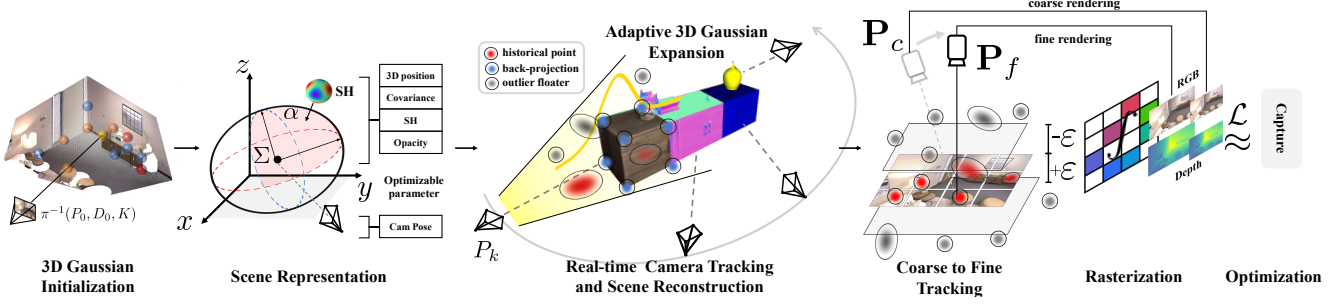 coarse rendering
fine rendering
P_c
P_f
Adaptive 3D Gaussian
Expansion
historical point
back-projection
outlier floater
z
SH
α
Σ
y
x
3D position
Covariance
SH
Opacity
Optimizable
parameter
Cam Pose
π⁻¹(P₀, D₀, K)
P_k
-ε
+ε
∫
RGB
Depth
ℒ
≈
Capture
3D Gaussian
Initialization
Scene Representation
Real-time Camera Tracking
and Scene Reconstruction
Coarse to Fine
Tracking
Rasterization
Optimization